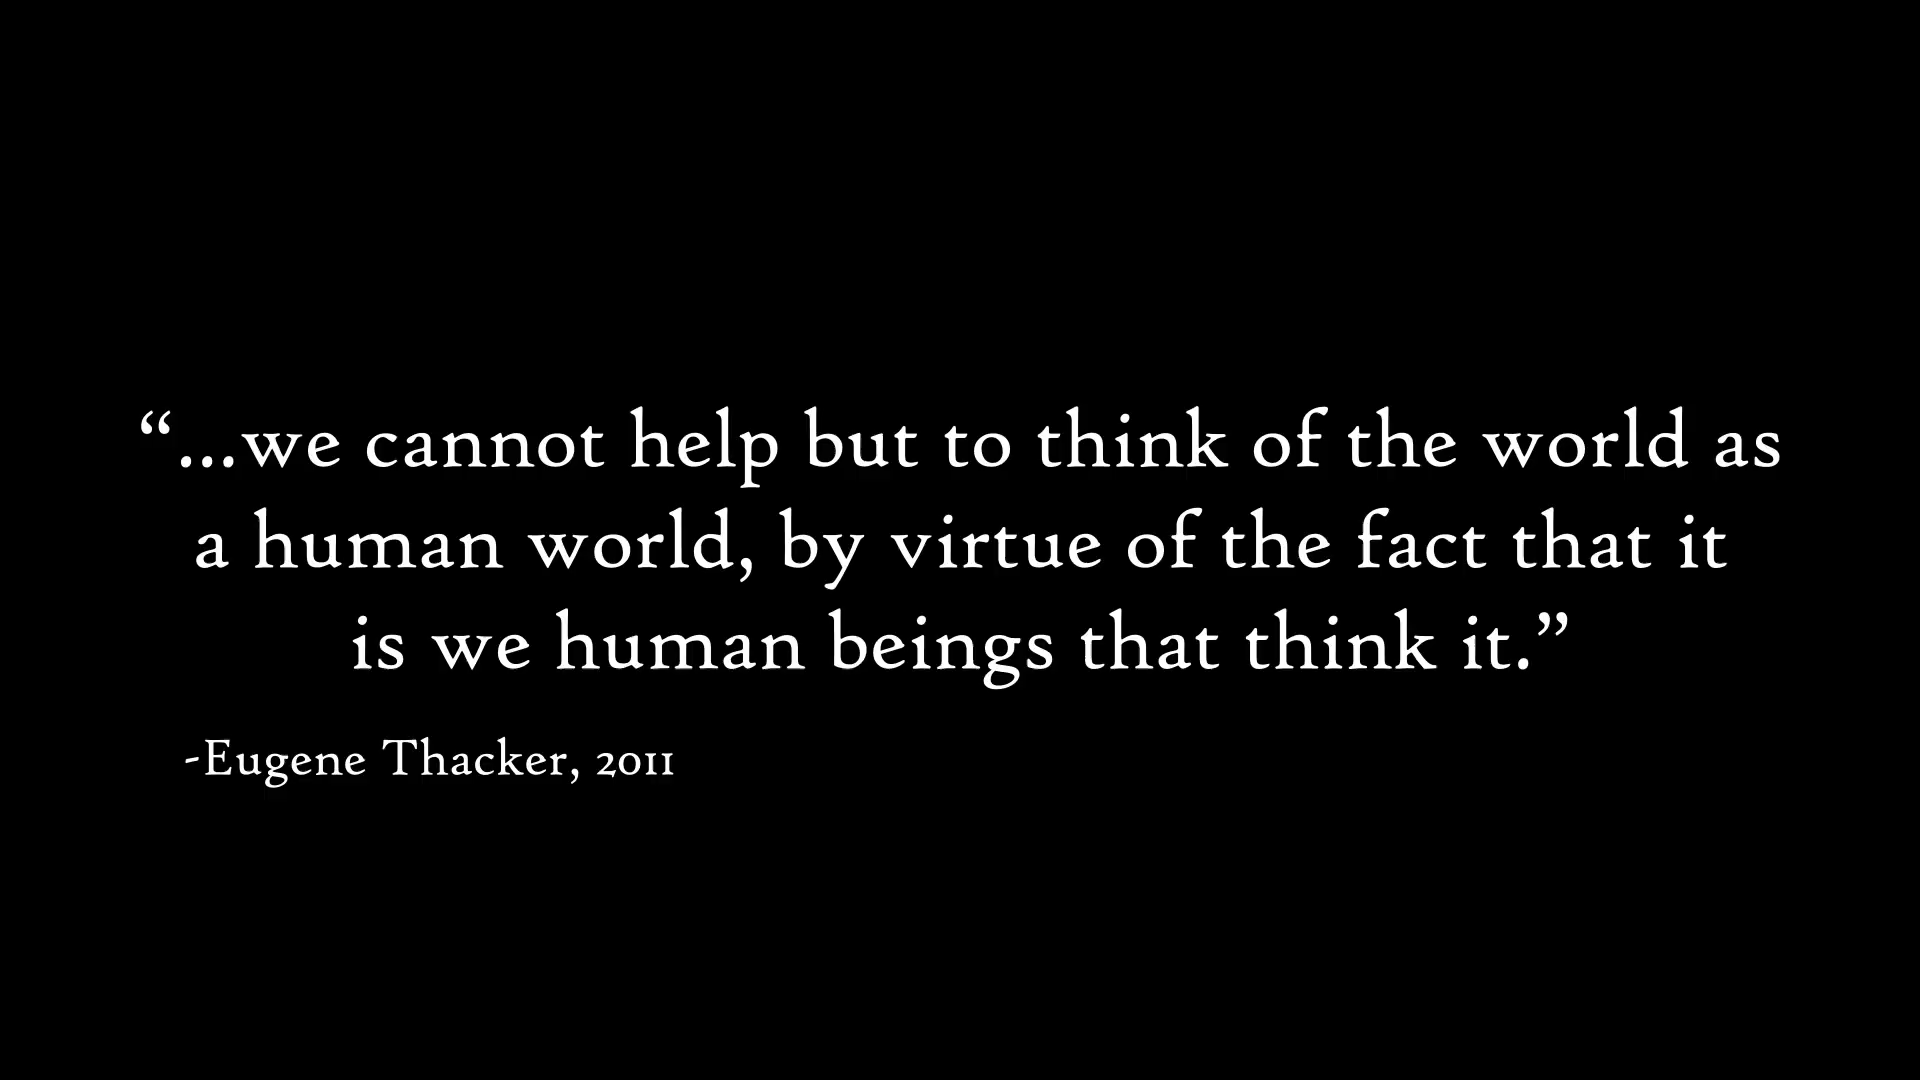 “...we cannot help but to think of the world as
a human world, by virtue of the fact that it
is we human beings that think it.”
-Eugene Thacker, 2011